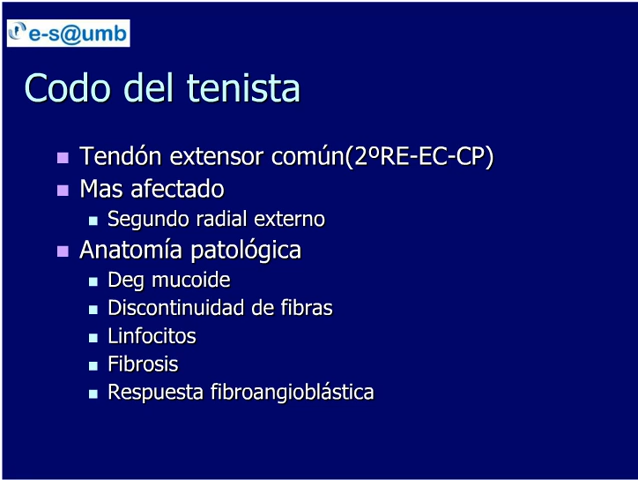 e-s@umb
Codo del tenista
Tendón extensor común(2ºRE-EC-CP)
Mas afectado
Segundo radial externo
Anatomía patológica
Deg mucoide
Discontinuidad de fibras
Linfocitos
Fibrosis
Respuesta fibroangioblástica